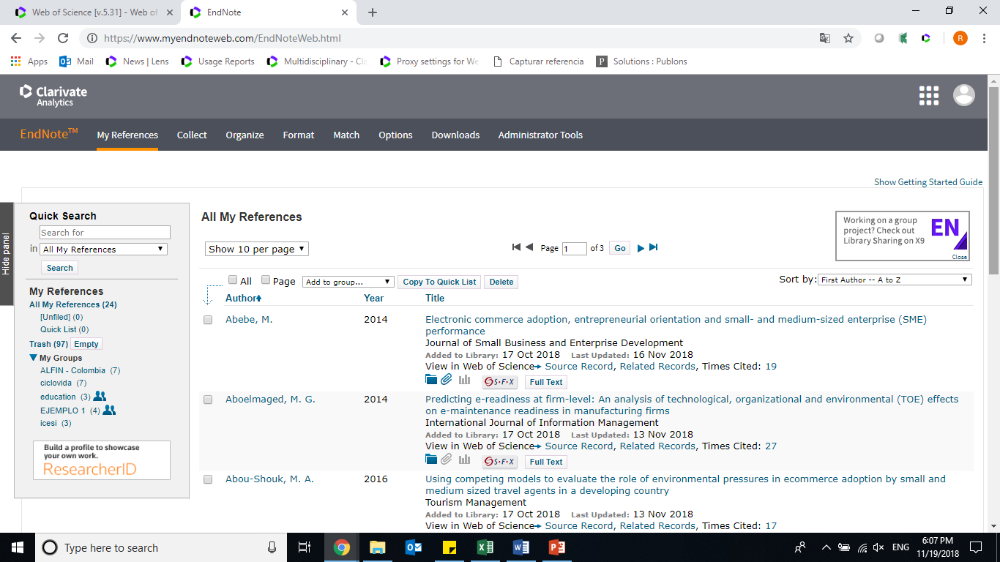 Web of Science [v.5.31] - Web of
EndNote
https://www.myendnoteweb.com/EndNoteWeb.html
R
Apps
Mail
News | Lens
Usage Reports
Multidisciplinary - Cla
Proxy settings for We
Capturar referencia
P
Solutions : Publons
Clarivate
Analytics
EndNote™
My References
Collect
Organize
Format
Match
Options
Downloads
Administrator Tools
Show Getting Started Guide
Hide panel
Quick Search
Search for
in All My References
Search
My References
All My References (24)
[Unfiled] (0)
Quick List (0)
Trash (97) Empty
My Groups
ALFIN - Colombia (7)
ciclovida (7)
education (3)
EJEMPLO 1 (4)
icesi (3)
Build a profile to showcase
your own work.
ResearcherID
All My References
Show 10 per page
Page 1 of 3 Go
Working on a group
project? Check out
Library Sharing on X9
EN
Close
All Page Add to group... Copy To Quick List Delete
Sort by: First Author -- A to Z
Author Year Title
Abebe, M. 2014 Electronic commerce adoption, entrepreneurial orientation and small- and medium-sized enterprise (SME)
performance
Journal of Small Business and Enterprise Development
Added to Library: 17 Oct 2018 Last Updated: 16 Nov 2018
View in Web of Science Source Record, Related Records, Times Cited: 19
S·F·X Full Text
Aboelmaged, M. G. 2014 Predicting e-readiness at firm-level: An analysis of technological, organizational and environmental (TOE) effects
on e-maintenance readiness in manufacturing firms
International Journal of Information Management
Added to Library: 17 Oct 2018 Last Updated: 13 Nov 2018
View in Web of Science Source Record, Related Records, Times Cited: 27
S·F·X Full Text
Abou-Shouk, M. A. 2016 Using competing models to evaluate the role of environmental pressures in ecommerce adoption by small and
medium sized travel agents in a developing country
Tourism Management
Added to Library: 17 Oct 2018 Last Updated: 13 Nov 2018
View in Web of Science Source Record, Related Records, Times Cited: 17
Type here to search
ENG
6:07 PM
11/19/2018